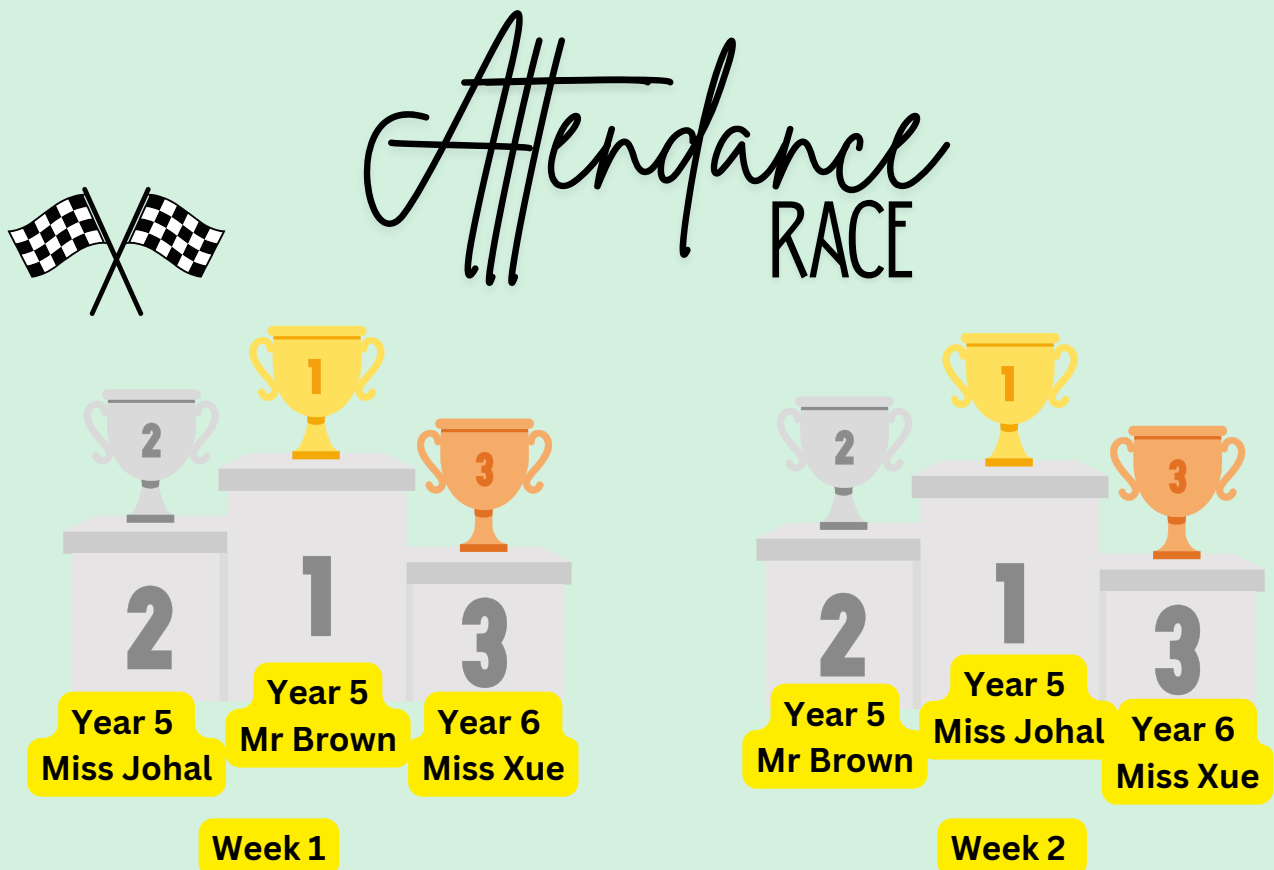 Attendance
RACE
1
2
3
2
1
3
Year 5
Miss Johal
Year 5
Mr Brown
Year 6
Miss Xue
Week 1
1
2
3
2
1
3
Year 5
Mr Brown
Year 5
Miss Johal
Year 6
Miss Xue
Week 2